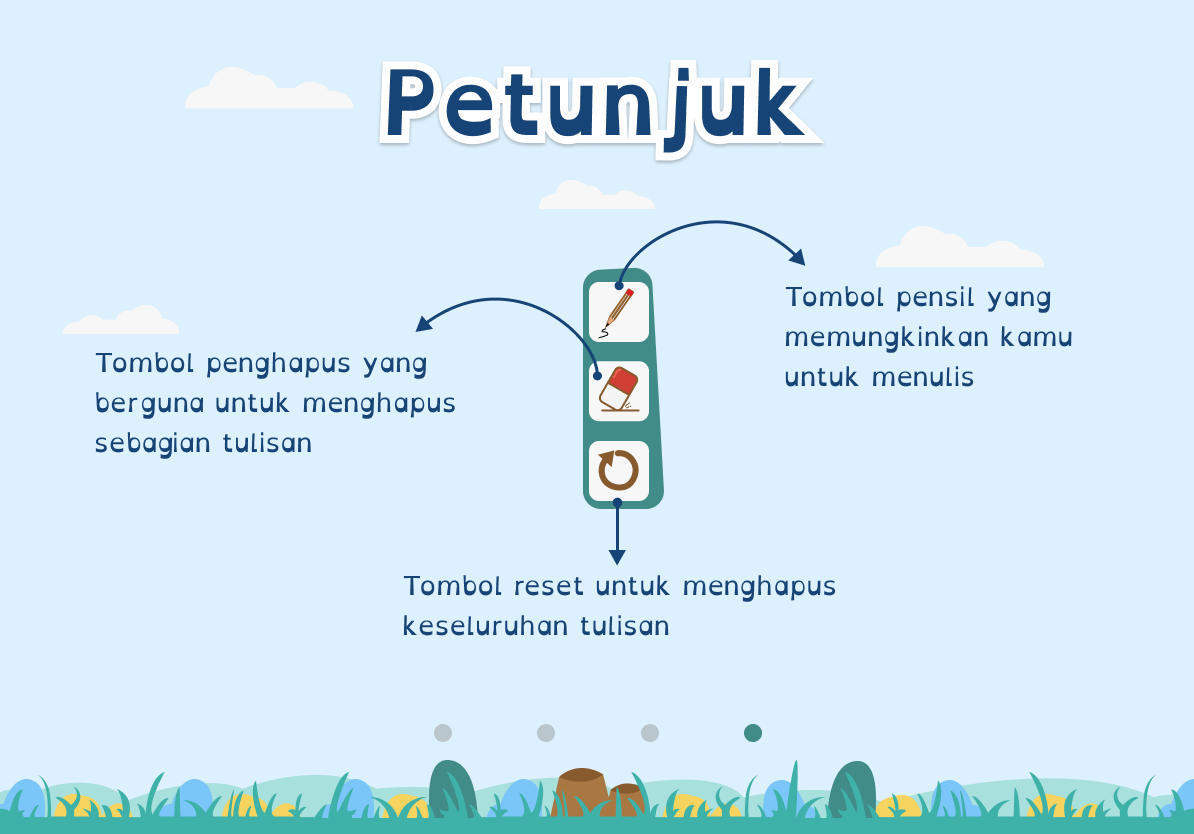 Petunjuk
Tombol pensil yang
memungkinkan kamu
untuk menulis
Tombol penghapus yang
berguna untuk menghapus
sebagian tulisan
Tombol reset untuk menghapus
keseluruhan tulisan